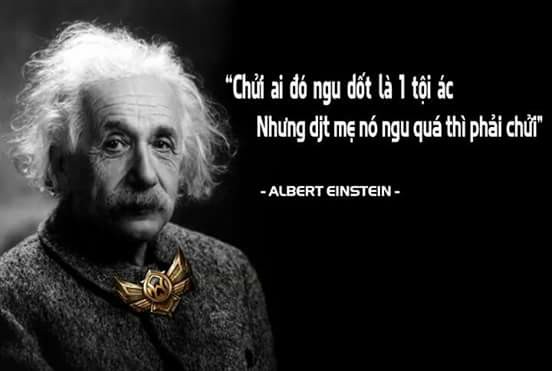 “Chửi ai đó ngu dốt là 1 tội ác
Nhưng djt mẹ nó ngu quá thì phải chửi"
- ALBERT EINSTEIN -